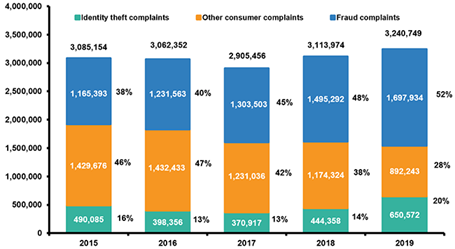 Identity theft complaints Other consumer complaints Fraud complaints
4,000,000
3,500,000
3,000,000
2,500,000
2,000,000
1,500,000
1,000,000
500,000
0
3,085,154 3,062,352 2,905,456 3,113,974 3,240,749
1,165,393 38% 1,231,563 40% 1,303,503 45% 1,495,292 48% 1,697,934 52%
1,429,676 46% 1,432,433 47% 1,231,036 42% 1,174,324 38% 892,243 28%
490,085 16% 398,356 13% 370,917 13% 444,358 14% 650,572 20%
2015 2016 2017 2018 2019